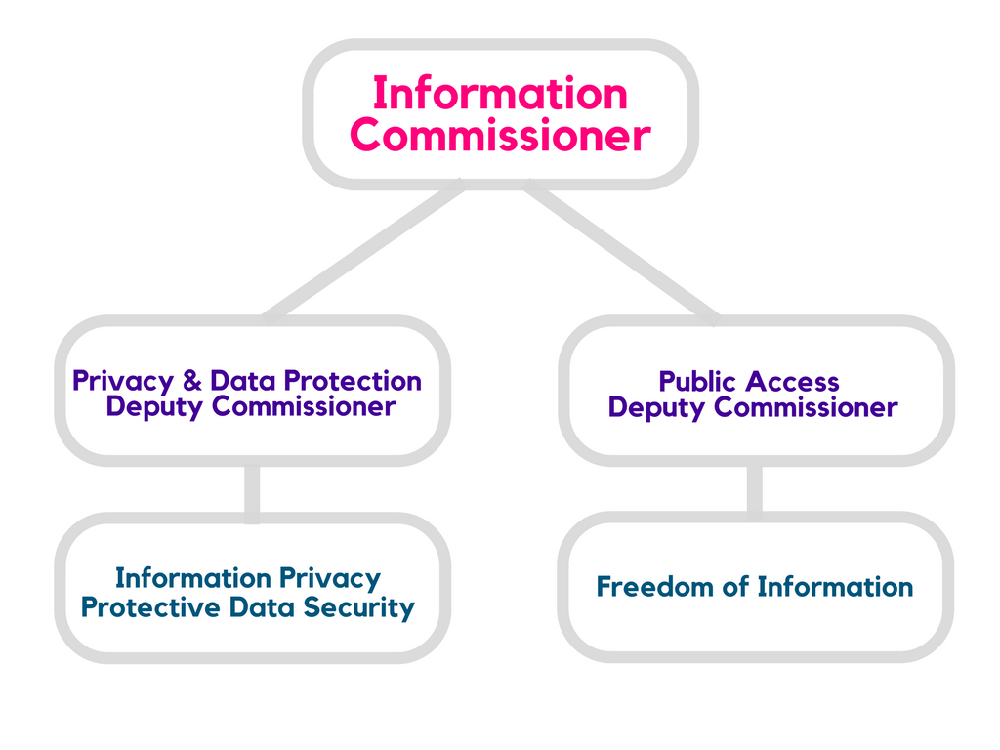 Information
Commissioner
Privacy & Data Protection
Deputy Commissioner
Public Access
Deputy Commissioner
Information Privacy
Protective Data Security
Freedom of Information